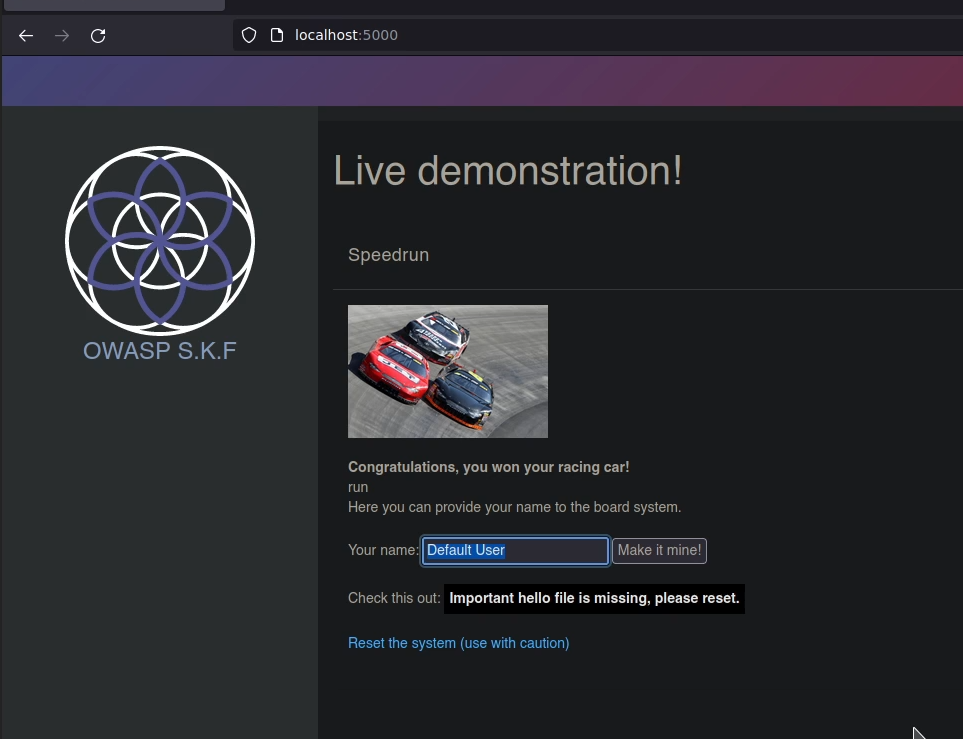 localhost:5000
Live demonstration!
OWASP S.K.F
Speedrun
Congratulations, you won your racing car!
run
Here you can provide your name to the board system.
Your name: Default User Make it mine!
Check this out: Important hello file is missing, please reset.
Reset the system (use with caution)